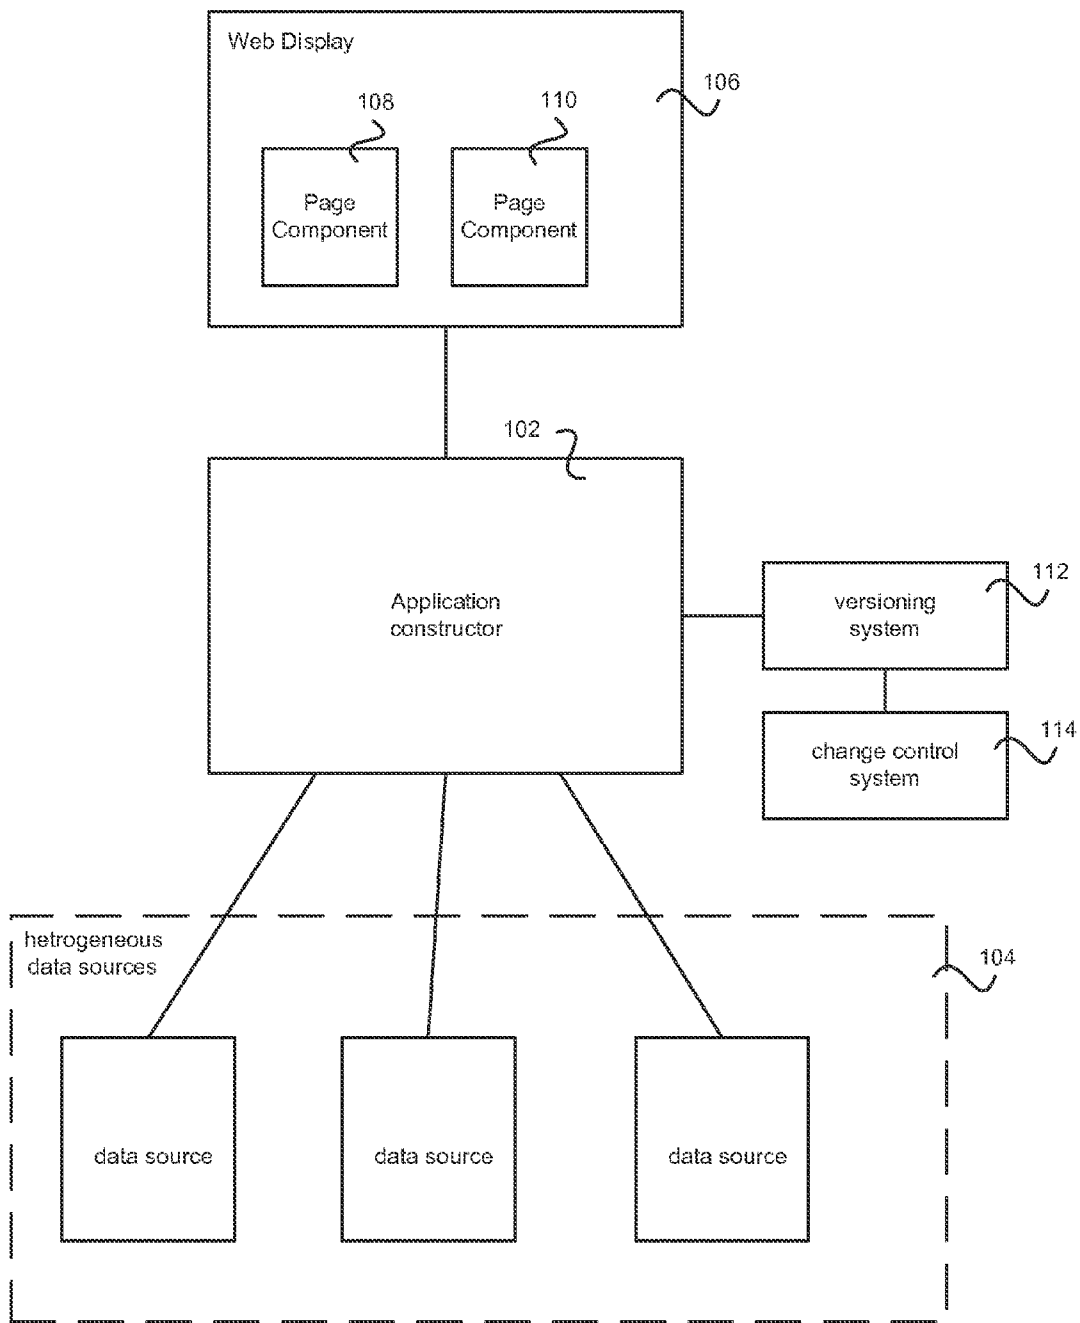 Web Display
106
108
110
Page
Component
Page
Component
102
Application
constructor
112
versioning
system
114
change control
system
hetrogeneous
data sources
104
data source
data source
data source